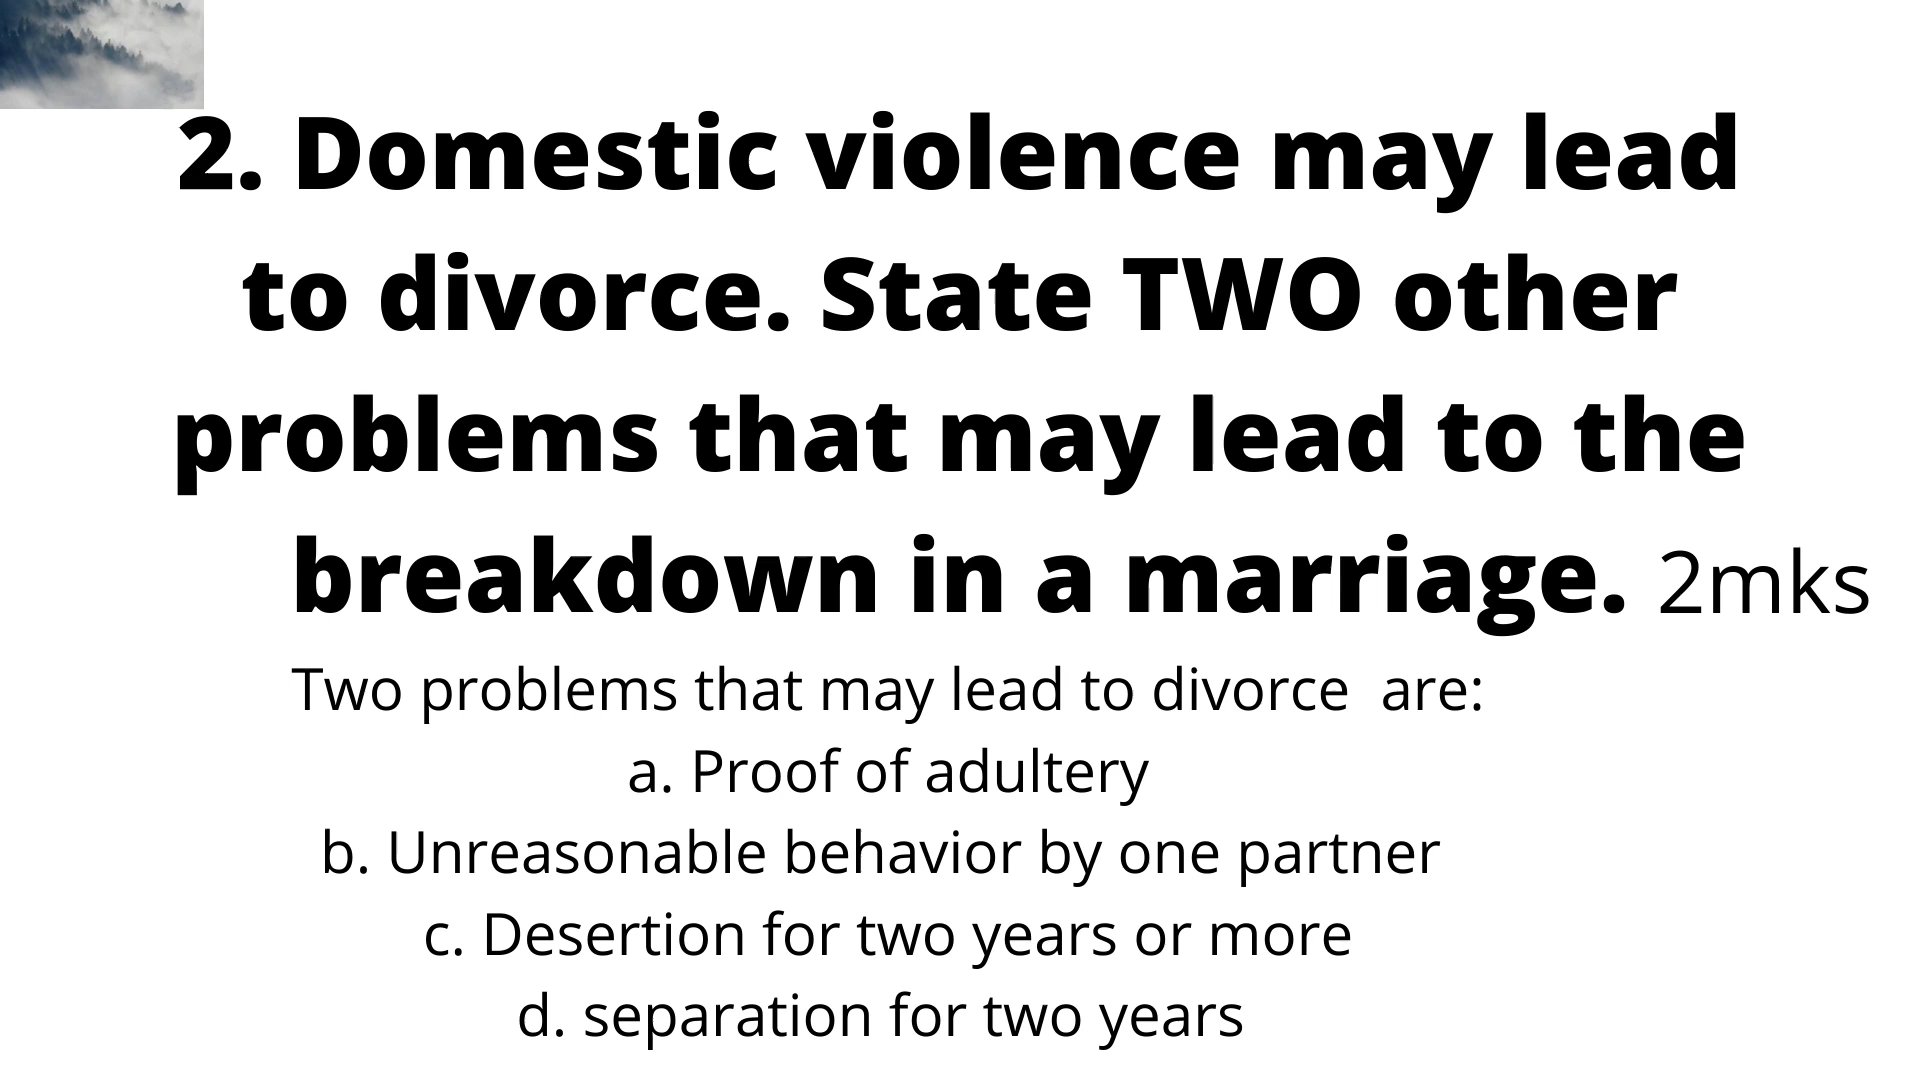 2. Domestic violence may lead
to divorce. State TWO other
problems that may lead to the
breakdown in a marriage. 2mks
Two problems that may lead to divorce  are:
a. Proof of adultery
b. Unreasonable behavior by one partner
c. Desertion for two years or more
d. separation for two years